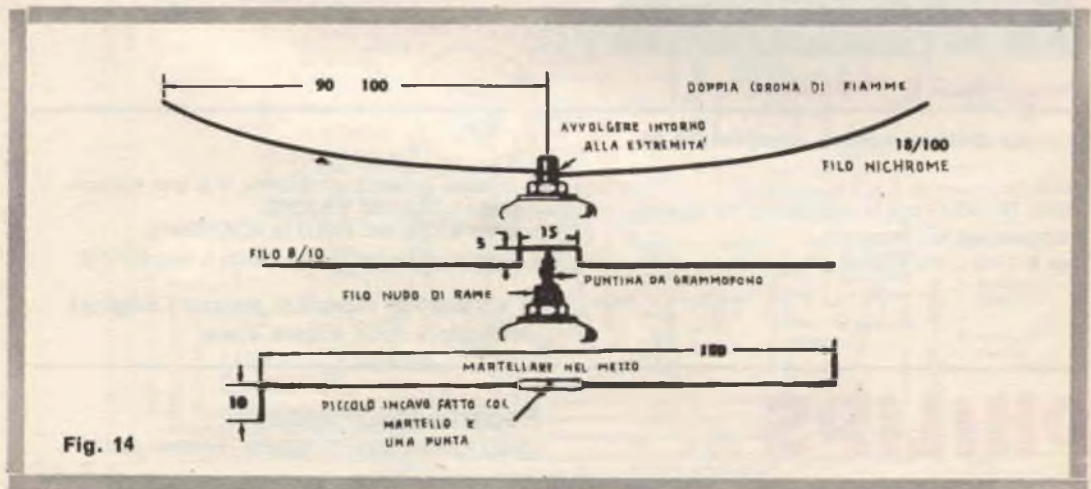 90 100
DOPPIA CORONA DI FIAMME
AVVOLGERE INTORNO
ALLA ESTREMITA'
18/100
FILO NICHROME
5
15
FILO 8/10.
PUNTINA DA GRAMMOFONO
FILO NUDO DI RAME
MARTELLARE NEL MEZZO
10
PICCOLO INCAVO FATTO COL
MARTELLO E
UNA PUNTA
Fig. 14